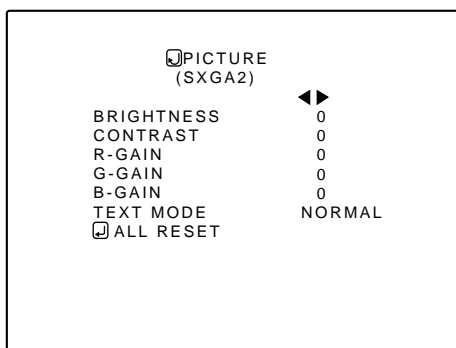 PICTURE
(SXGA2)
BRIGHTNESS 0
CONTRAST 0
R-GAIN 0
G-GAIN 0
B-GAIN 0
TEXT MODE NORMAL
ALL RESET